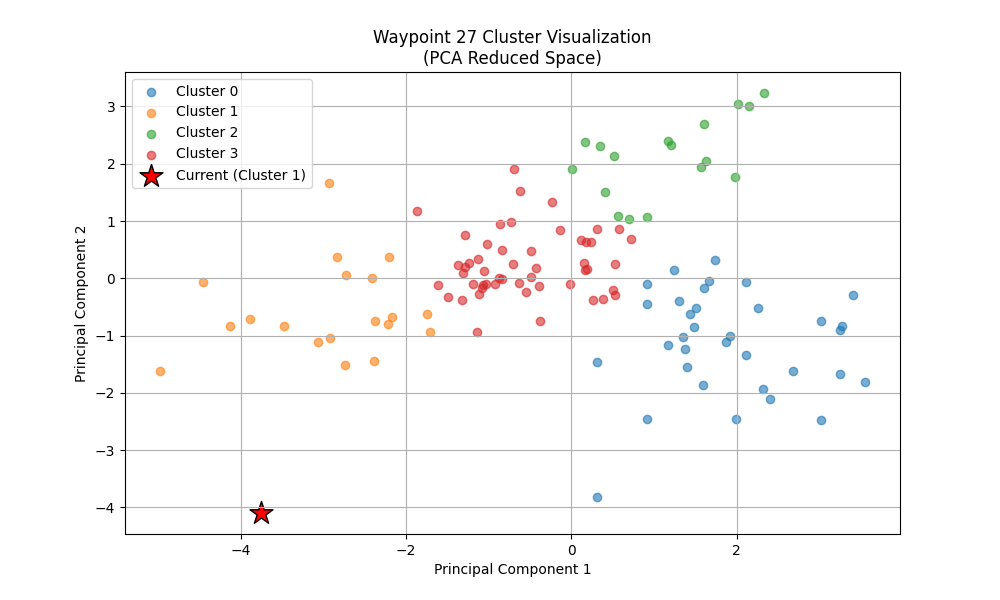 Waypoint 27 Cluster Visualization
(PCA Reduced Space)
Cluster 0
Cluster 1
Cluster 2
Cluster 3
Current (Cluster 1)
Principal Component 2
3
2
1
0
−1
−2
−3
−4
−4
−2
0
2
Principal Component 1